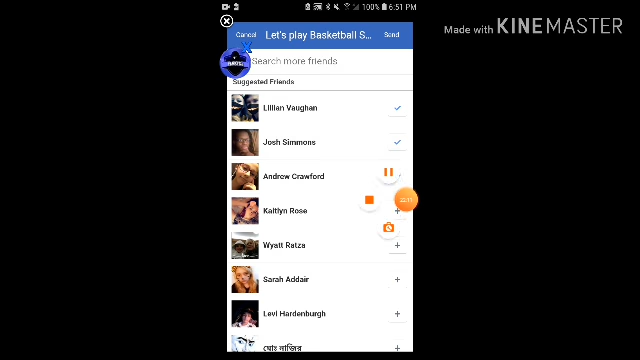 100% 6:51 PM
Made with KINEMASTER
Cancel Let's play Basketball S... Send
Search more friends
Suggested Friends
Lillian Vaughan
Josh Simmons
Andrew Crawford
Kaitlyn Rose
Wyatt Ratza
Sarah Addair
Levi Hardenburgh
মোঃ নাজির